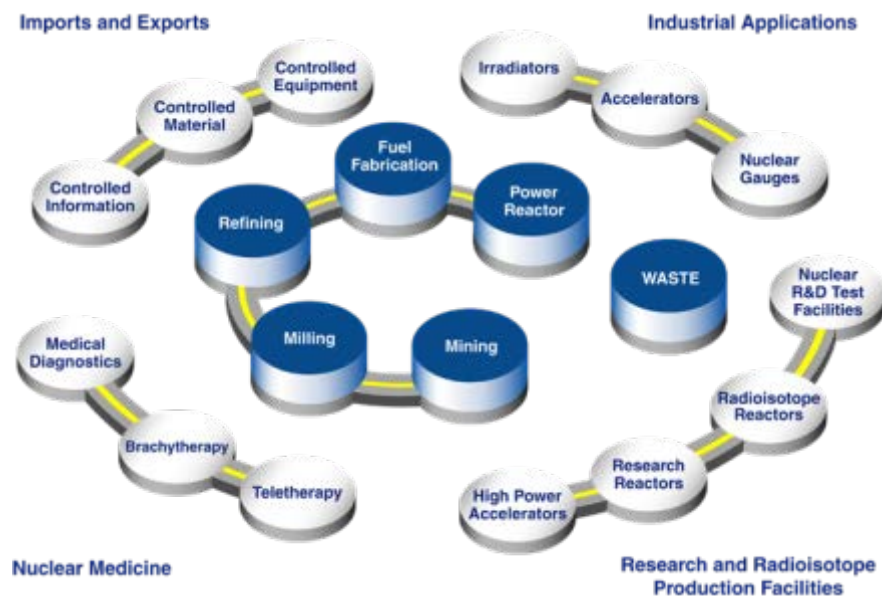 Imports and Exports
Industrial Applications
Controlled
Equipment
Controlled
Material
Controlled
Information
Irradiators
Accelerators
Nuclear
Gauges
Fuel
Fabrication
Power
Reactor
Refining
Milling
Mining
WASTE
Nuclear
R&D Test
Facilities
Radioisotope
Reactors
Research
Reactors
High Power
Accelerators
Medical
Diagnostics
Brachytherapy
Teletherapy
Nuclear Medicine
Research and Radioisotope
Production Facilities